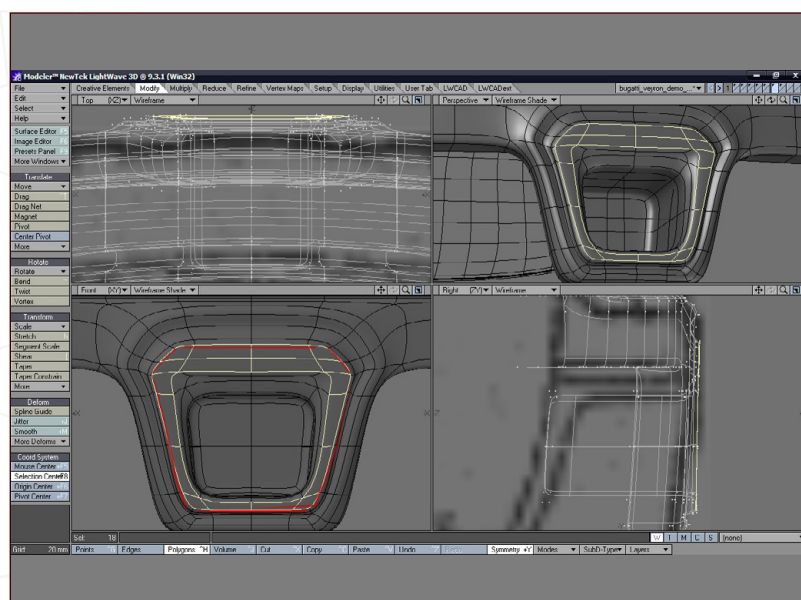 Modeler™ NewTek LightWave 3D ® 9.3.1 (Win32)
File
Edit
Select
Help
Creative Elements Modify Multiply Reduce Refine Vertex Maps Setup Display Utilities User Tab LWCAD LWCADext
bugatti_vejron_demo_...*
Top (XZ) Wireframe
Perspective Wireframe Shade
Surface Editor
Image Editor
Presets Panel
More Windows
Translate
Move
Drag
Drag Net
Magnet
Pivot
Center Pivot
More
Rotate
Rotate
Bend
Twist
Vortex
Front (XY) Wireframe Shade
Right (ZY) Wireframe
Transform
Scale
Stretch
Segment Scale
Shear
Taper
Taper Constrain
More
Deform
Spline Guide
Jitter
Smooth
More Deforms
Coord System
Mouse Center
Selection Center F8
Origin Center
Pivot Center
Sel: 18
W T M C S (none)
Grid: 20 mm Points Edges Polygons ^H Volume Cut Copy Paste Undo Symmetry +Y Modes SubD-Type Layers